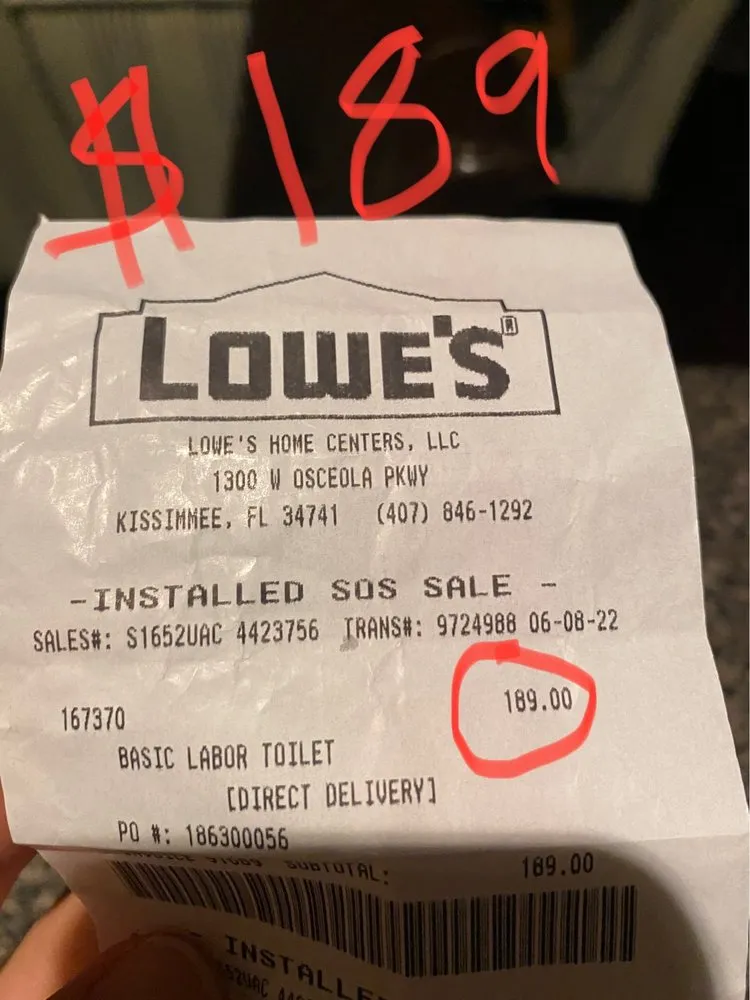 $189
LOWE'S®
LOWE'S HOME CENTERS, LLC
1300 W OSCEOLA PKWY
KISSIMMEE, FL 34741 (407) 846-1292
-INSTALLED SOS SALE -
SALES#: S1652UAC 4423756 TRANS#: 9724988 06-08-22
167370 189.00
BASIC LABOR TOILET
[DIRECT DELIVERY]
PO #: 186300056
SUBTOTAL: 189.00
INSTALLE